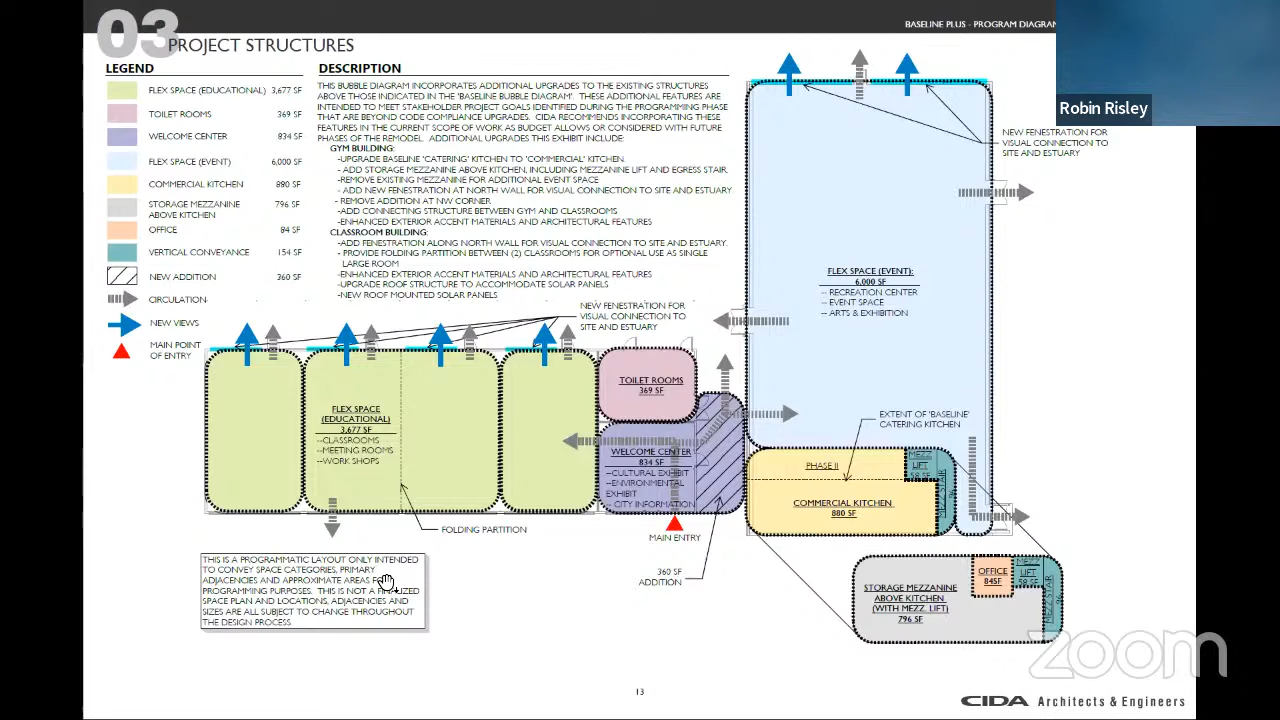 03 PROJECT STRUCTURES
BASELINE PLUS - PROGRAM DIAGRAM
Robin Risley
LEGEND
FLEX SPACE (EDUCATIONAL) 3,677 SF
TOILET ROOMS 369 SF
WELCOME CENTER 834 SF
FLEX SPACE (EVENT) 6,000 SF
COMMERCIAL KITCHEN 880 SF
STORAGE MEZZANINE 796 SF
ABOVE KITCHEN
OFFICE 84 SF
VERTICAL CONVEYANCE 154 SF
NEW ADDITION 360 SF
CIRCULATION
NEW VIEWS
MAIN POINT
OF ENTRY
DESCRIPTION
THIS BUBBLE DIAGRAM INCORPORATES ADDITIONAL UPGRADES TO THE EXISTING STRUCTURES
ABOVE THOSE INDICATED IN THE 'BASELINE BUBBLE DIAGRAM'. THESE ADDITIONAL FEATURES ARE
INTENDED TO MEET STAKEHOLDER PROJECT GOALS IDENTIFIED DURING THE PROGRAMMING PHASE
THAT ARE BEYOND CODE COMPLIANCE UPGRADES. CIDA RECOMMENDS INCORPORATING THESE
FEATURES IN THE CURRENT SCOPE OF WORK AS BUDGET ALLOWS OR CONSIDERED WITH FUTURE
PHASES OF THE REMODEL. ADDITIONAL UPGRADES THIS EXHIBIT INCLUDE:
GYM BUILDING:
-UPGRADE BASELINE 'CATERING' KITCHEN TO 'COMMERCIAL' KITCHEN.
- ADD STORAGE MEZZANINE ABOVE KITCHEN, INCLUDING MEZZANINE LIFT AND EGRESS STAIR.
-REMOVE EXISTING MEZZANINE FOR ADDITIONAL EVENT SPACE
- ADD NEW FENESTRATION AT NORTH WALL FOR VISUAL CONNECTION TO SITE AND ESTUARY
- REMOVE ADDITION AT NW CORNER
-ADD CONNECTING STRUCTURE BETWEEN GYM AND CLASSROOMS
-ENHANCED EXTERIOR ACCENT MATERIALS AND ARCHITECTURAL FEATURES
CLASSROOM BUILDING:
-ADD FENESTRATION ALONG NORTH WALL FOR VISUAL CONNECTION TO SITE AND ESTUARY.
- PROVIDE FOLDING PARTITION BETWEEN (2) CLASSROOMS FOR OPTIONAL USE AS SINGLE
LARGE ROOM
-ENHANCED EXTERIOR ACCENT MATERIALS AND ARCHITECTURAL FEATURES
-UPGRADE ROOF STRUCTURE TO ACCOMMODATE SOLAR PANELS
-NEW ROOF MOUNTED SOLAR PANELS
NEW FENESTRATION FOR
VISUAL CONNECTION TO
SITE AND ESTUARY
NEW FENESTRATION FOR
VISUAL CONNECTION TO
SITE AND ESTUARY
FLEX SPACE (EVENT):
6,000 SF
-- RECREATION CENTER
-- EVENT SPACE
-- ARTS & EXHIBITION
FLEX SPACE
(EDUCATIONAL)
3,677 SF
--CLASSROOMS
--MEETING ROOMS
--WORK SHOPS
TOILET ROOMS
369 SF
WELCOME CENTER
834 SF
--CULTURAL EXHIBIT
--ENVIRONMENTAL
EXHIBIT
-- CITY INFORMATION
EXTENT OF 'BASELINE'
CATERING KITCHEN
PHASE II
COMMERCIAL KITCHEN
880 SF
MEZZ
LIFT
58 SF
MEZZ STAIR
96
FOLDING PARTITION
MAIN ENTRY
360 SF
ADDITION
STORAGE MEZZANINE
ABOVE KITCHEN
(WITH MEZZ. LIFT)
796 SF
OFFICE
84SF
MEZZ
LIFT
58 SF
MEZZ STAIR
96
THIS IS A PROGRAMMATIC LAYOUT ONLY INTENDED
TO CONVEY SPACE CATEGORIES, PRIMARY
ADJACENCIES AND APPROXIMATE AREAS FOR
PROGRAMMING PURPOSES. THIS IS NOT A FINALIZED
SPACE PLAN AND LOCATIONS, ADJACENCIES AND
SIZES ARE ALL SUBJECT TO CHANGE THROUGHOUT
THE DESIGN PROCESS
zoom
13
CIDA Architects & Engineers